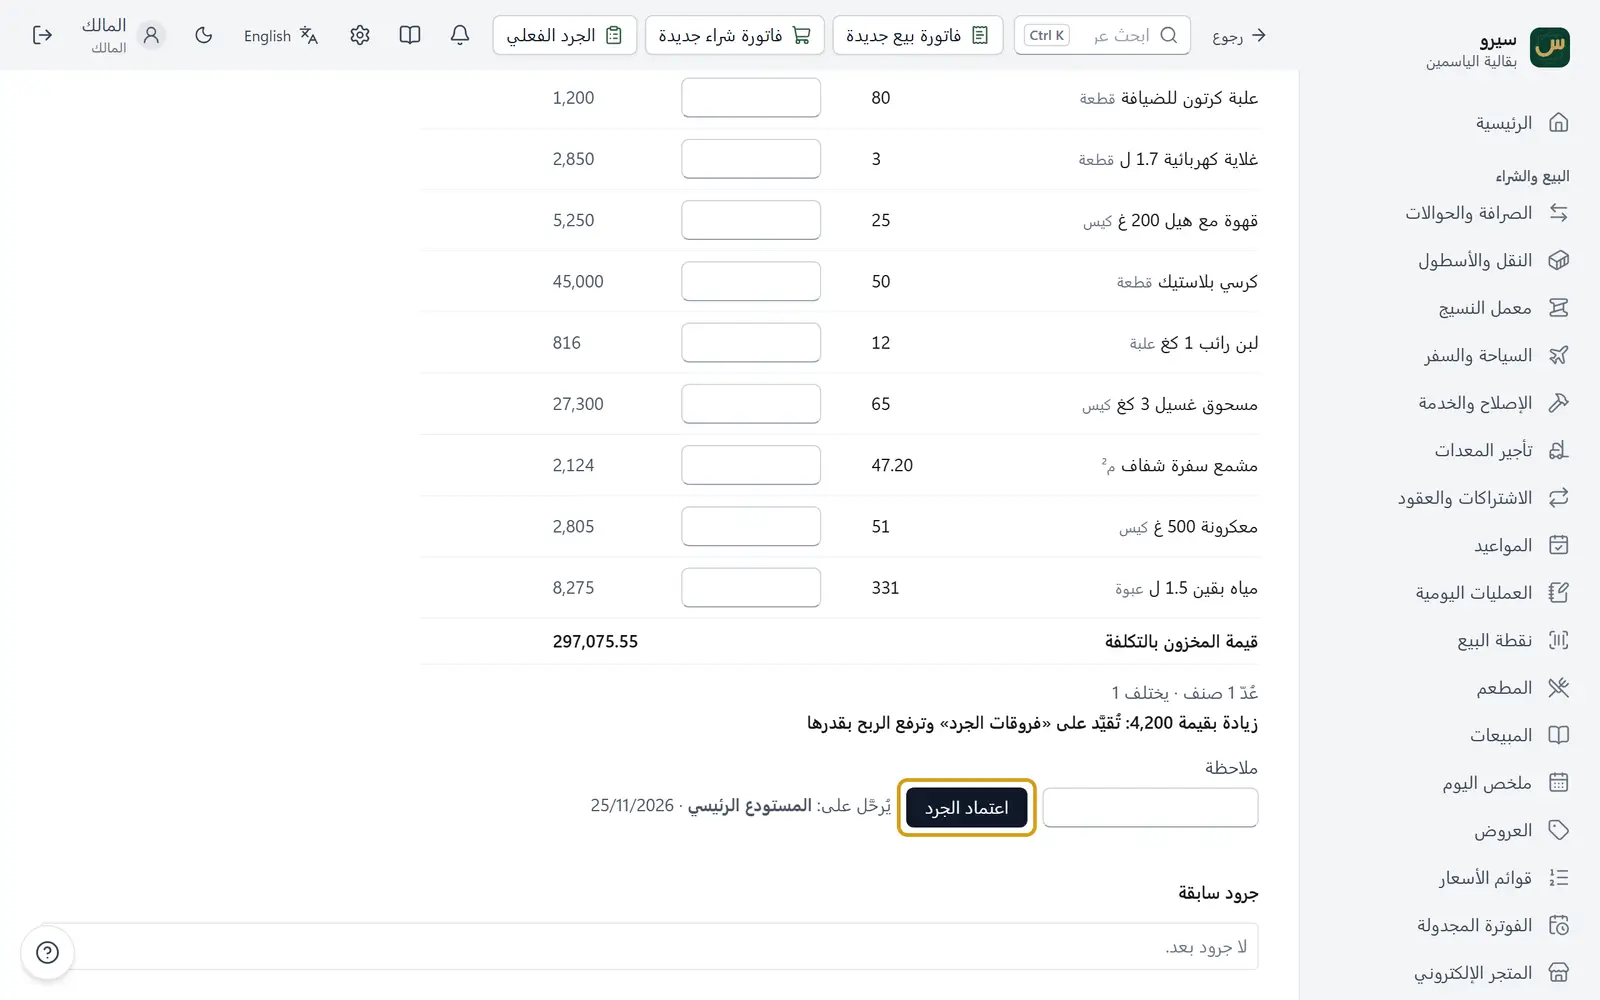 سيرو
بقالية الياسمين
رجوع
ابحث عر
Ctrl K
فاتورة بيع جديدة
فاتورة شراء جديدة
الجرد الفعلي
English
المالك
المالك
الرئيسية
البيع والشراء
الصرافة والحوالات
النقل والأسطول
معمل النسيج
السياحة والسفر
الإصلاح والخدمة
تأجير المعدات
الاشتراكات والعقود
المواعيد
العمليات اليومية
نقطة البيع
المطعم
المبيعات
ملخص اليوم
العروض
قوائم الأسعار
الفوترة المجدولة
المتجر الإلكتروني
علبة كرتون للضيافة قطعة 80 1,200
غلاية كهربائية 1.7 ل قطعة 3 2,850
قهوة مع هيل 200 غ كيس 25 5,250
كرسي بلاستيك قطعة 50 45,000
لبن رائب 1 كغ علبة 12 816
مسحوق غسيل 3 كغ كيس 65 27,300
مشمع سفرة شفاف م² 47.20 2,124
معكرونة 500 غ كيس 51 2,805
مياه بقين 1.5 ل عبوة 331 8,275
قيمة المخزون بالتكلفة 297,075.55
عُدّ 1 صنف · يختلف 1
زيادة بقيمة 4,200: تُقيَّد على «فروقات الجرد» وترفع الربح بقدرها
ملاحظة
اعتماد الجرد
يُرحَّل على: المستودع الرئيسي · 25/11/2026
جرود سابقة
لا جرود بعد.